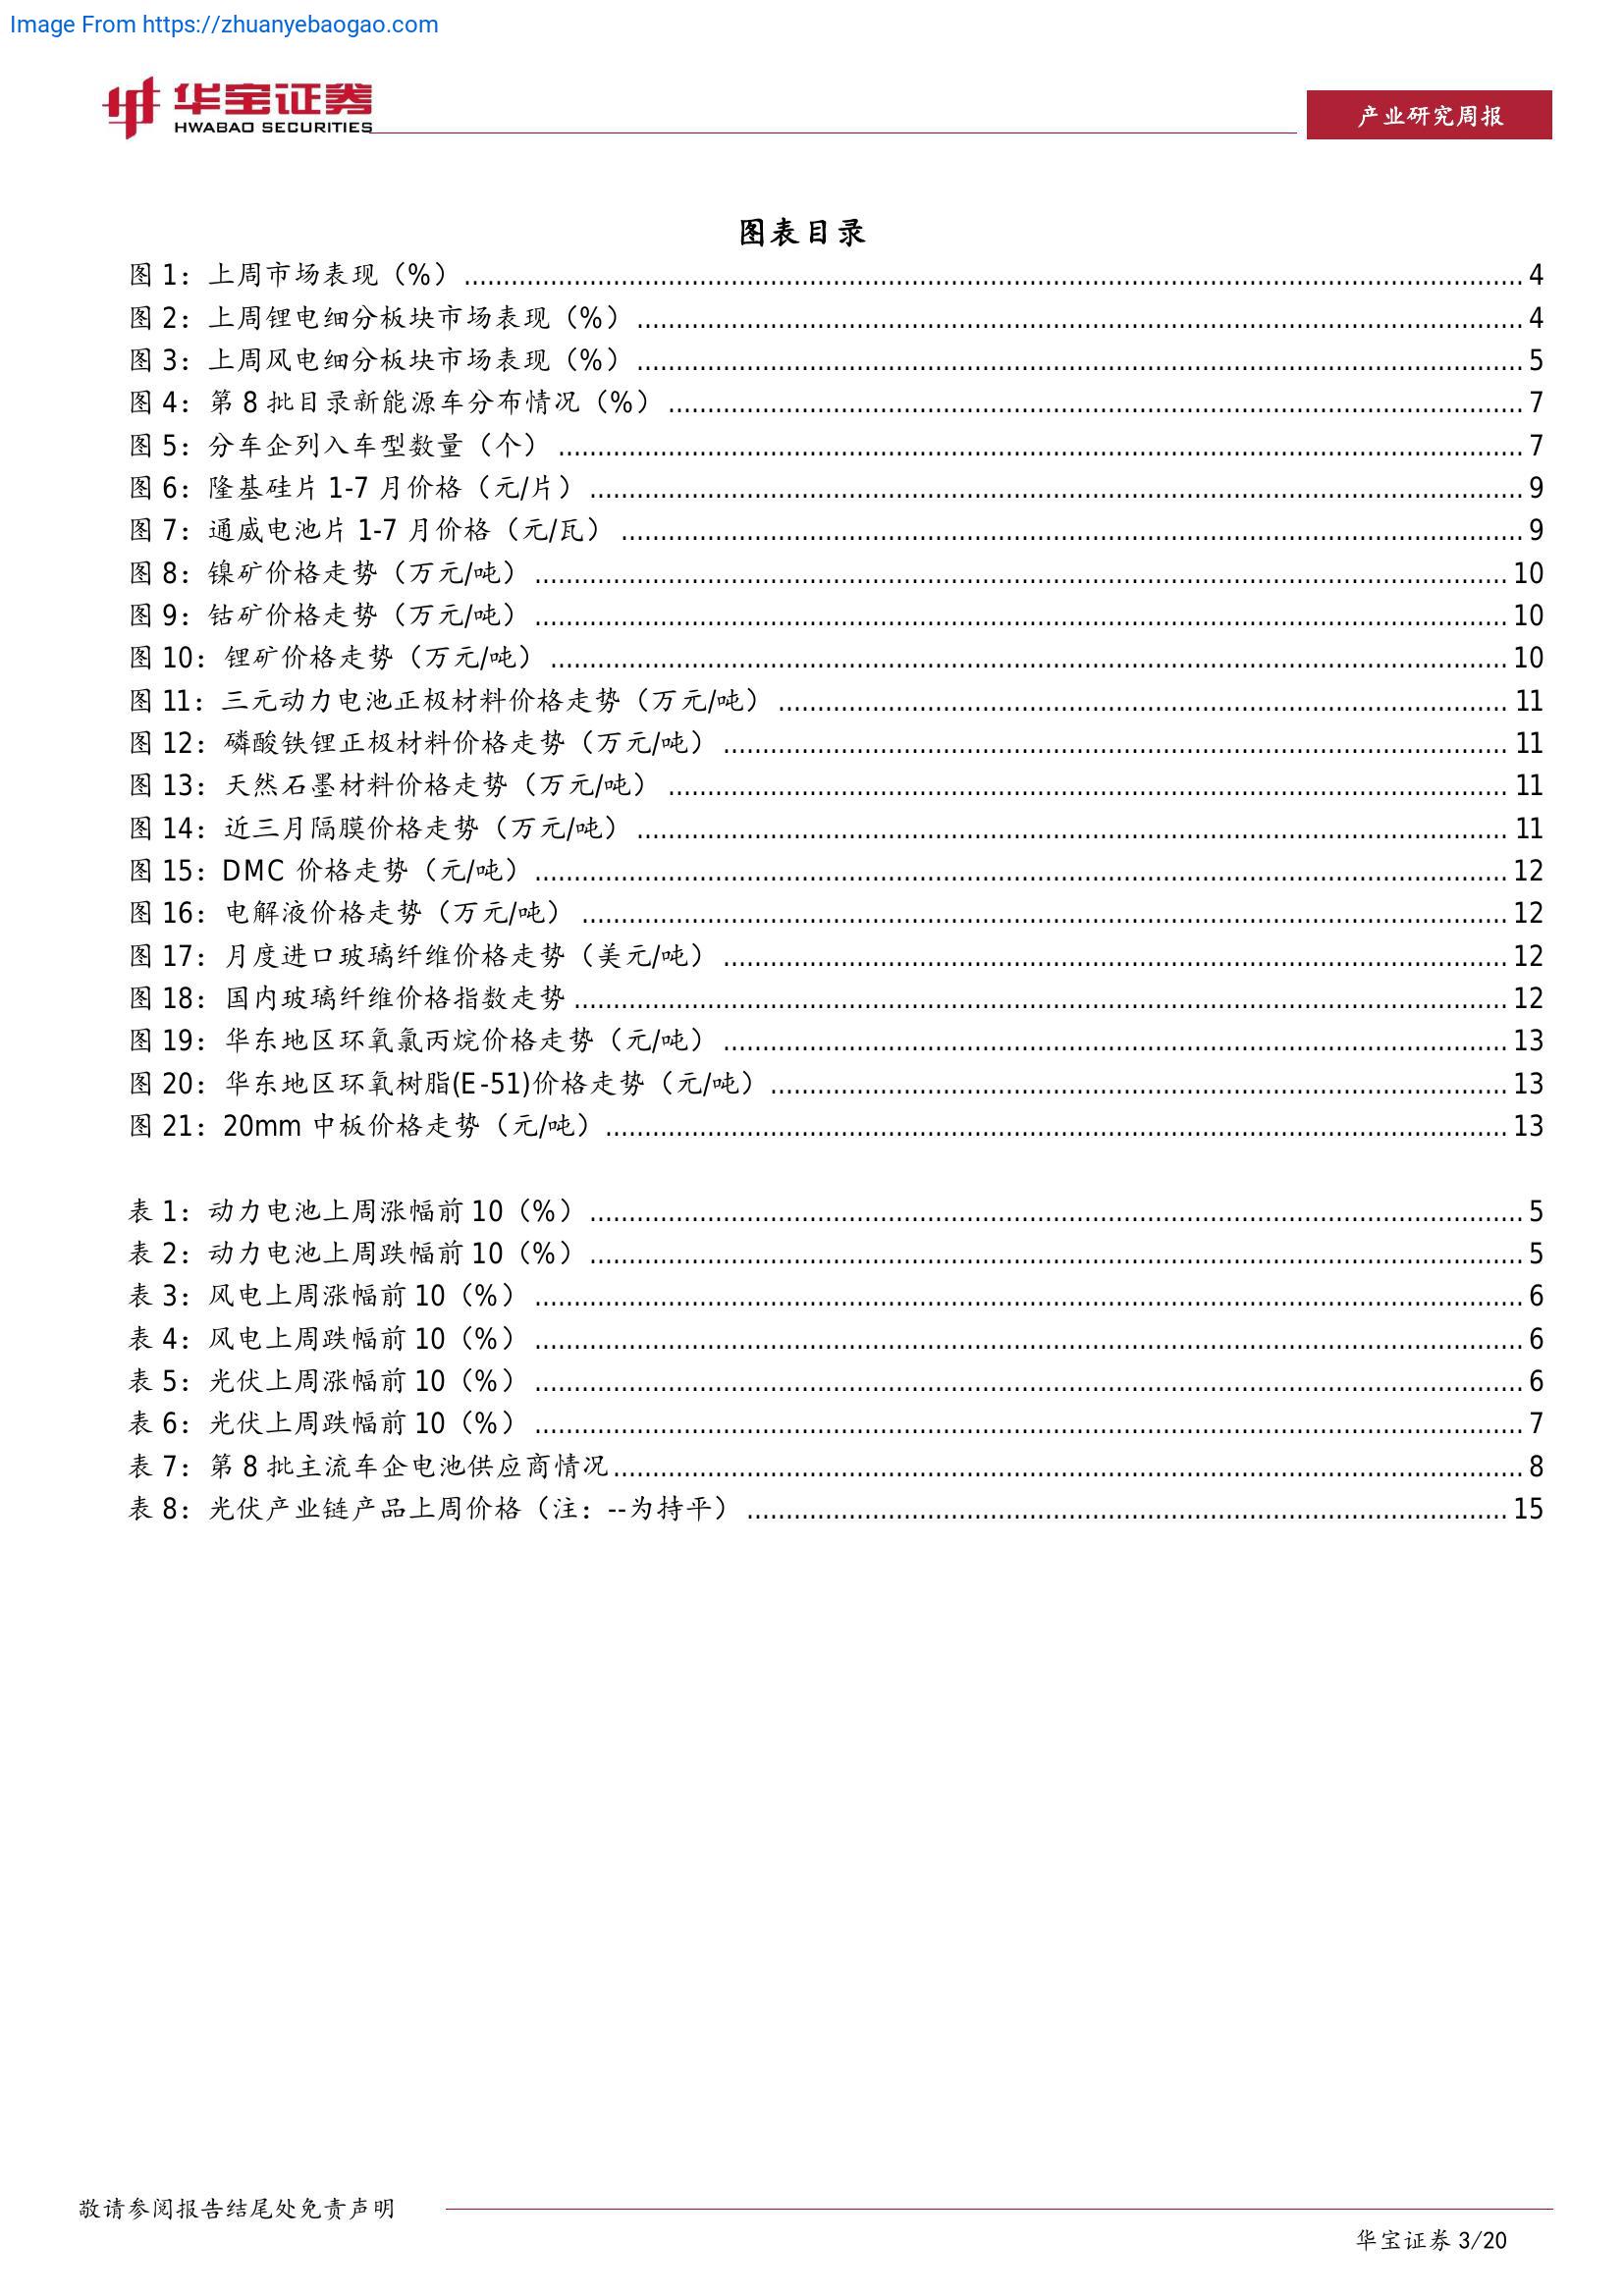 Image From https://zhuanyebaogao.com
华宝证券
HWABAO SECURITIES
产业研究周报
图表目录
图 1：上周市场表现（%）........................................ 4
图 2：上周锂电细分板块市场表现（%）........................................ 4
图 3：上周风电细分板块市场表现（%）........................................ 5
图 4：第 8 批目录新能源车分布情况（%）........................................ 7
图 5：分车企列入车型数量（个）........................................ 7
图 6：隆基硅片 1-7 月价格（元/片）........................................ 9
图 7：通威电池片 1-7 月价格（元/瓦）........................................ 9
图 8：镍矿价格走势（万元/吨）........................................ 10
图 9：钴矿价格走势（万元/吨）........................................ 10
图 10：锂矿价格走势（万元/吨）........................................ 10
图 11：三元动力电池正极材料价格走势（万元/吨）........................................ 11
图 12：磷酸铁锂正极材料价格走势（万元/吨）........................................ 11
图 13：天然石墨材料价格走势（万元/吨）........................................ 11
图 14：近三月隔膜价格走势（万元/吨）........................................ 11
图 15：DMC 价格走势（元/吨）........................................ 12
图 16：电解液价格走势（万元/吨）........................................ 12
图 17：月度进口玻璃纤维价格走势（美元/吨）........................................ 12
图 18：国内玻璃纤维价格指数走势........................................ 12
图 19：华东地区环氧氯丙烷价格走势（元/吨）........................................ 13
图 20：华东地区环氧树脂(E-51)价格走势（元/吨）........................................ 13
图 21：20mm 中板价格走势（元/吨）........................................ 13
表 1：动力电池上周涨幅前 10（%）........................................ 5
表 2：动力电池上周跌幅前 10（%）........................................ 5
表 3：风电上周涨幅前 10（%）........................................ 6
表 4：风电上周跌幅前 10（%）........................................ 6
表 5：光伏上周涨幅前 10（%）........................................ 6
表 6：光伏上周跌幅前 10（%）........................................ 7
表 7：第 8 批主流车企电池供应商情况........................................ 8
表 8：光伏产业链产品上周价格（注：--为持平）........................................ 15
敬请参阅报告结尾处免责声明
华宝证券 3/20